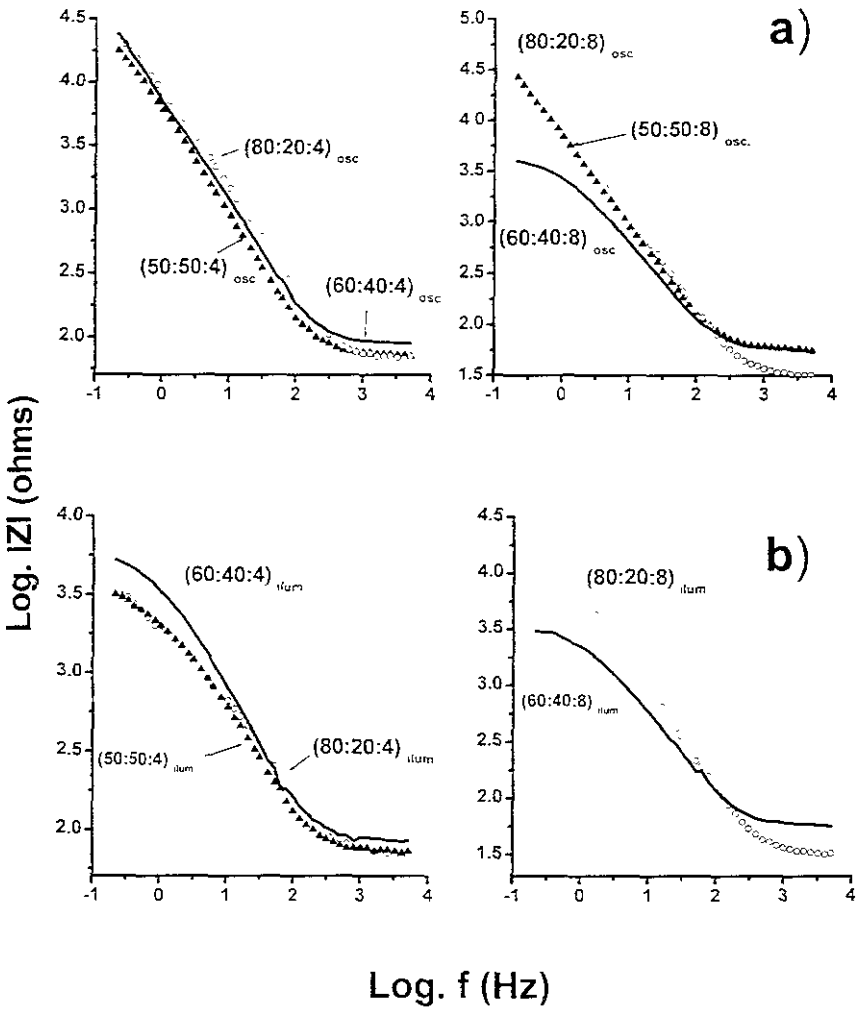 a)
4.5
4.0
3.5
3.0
2.5
2.0
-1 0 1 2 3 4
(80:20:4) osc
(50:50:4) osc
(60:40:4) osc
5.0
4.5
4.0
3.5
3.0
2.5
2.0
1.5
-1 0 1 2 3 4
(80:20:8) osc
(50:50:8) osc.
(60:40:8) osc
Log. |Z| (ohms)
b)
4.0
3.5
3.0
2.5
2.0
-1 0 1 2 3 4
(60:40:4) ilum
(50:50:4) ilum
(80:20:4) ilum
4.5
4.0
3.5
3.0
2.5
2.0
1.5
-1 0 1 2 3 4
(80:20:8) ilum
(60:40:8) ilum
Log. f (Hz)